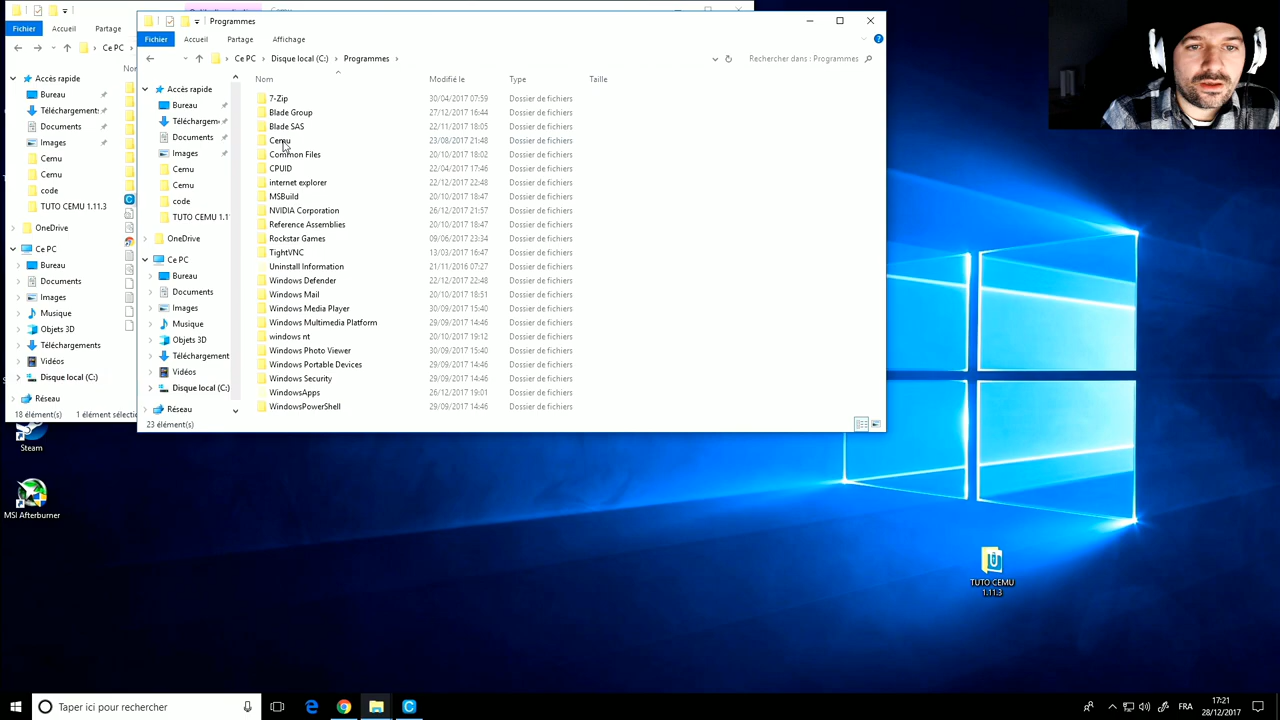 Programmes
Fichier
Accueil
Partage
Fichier
Accueil
Partage
Affichage
Ce PC
Ce PC
Disque local (C:)
Programmes
Rechercher dans : Programmes
Nom
Modifié le
Type
Taille
Accès rapide
Bureau
Téléchargements
Documents
Images
Cemu
Cemu
code
TUTO CEMU 1.11.3
OneDrive
Ce PC
Bureau
Documents
Images
Musique
Objets 3D
Téléchargements
Vidéos
Disque local (C:)
Réseau
18 élément(s)
Accès rapide
Bureau
Documents
Images
Cemu
Cemu
code
TUTO CEMU 1.1
OneDrive
Ce PC
Bureau
Documents
Images
Musique
Objets 3D
Téléchargement
Vidéos
Disque local (C:)
Réseau
23 élément(s)
7-Zip 30/04/2017 07:59 Dossier de fichiers
Blade Group 27/12/2017 16:44 Dossier de fichiers
Blade SAS 22/11/2017 18:05 Dossier de fichiers
Cemu 23/08/2017 21:48 Dossier de fichiers
Common Files 20/10/2017 18:02 Dossier de fichiers
CPUID 22/04/2017 17:46 Dossier de fichiers
internet explorer 22/12/2017 22:48 Dossier de fichiers
MSBuild 20/10/2017 18:47 Dossier de fichiers
NVIDIA Corporation 26/12/2017 21:57 Dossier de fichiers
Reference Assemblies 20/10/2017 18:47 Dossier de fichiers
Rockstar Games 09/06/2017 23:34 Dossier de fichiers
TightVNC 13/03/2017 16:47 Dossier de fichiers
Uninstall Information 21/11/2016 07:27 Dossier de fichiers
Windows Defender 22/12/2017 22:48 Dossier de fichiers
Windows Mail 20/10/2017 18:51 Dossier de fichiers
Windows Media Player 30/09/2017 15:40 Dossier de fichiers
Windows Multimedia Platform 29/09/2017 14:46 Dossier de fichiers
windows nt 20/10/2017 19:12 Dossier de fichiers
Windows Photo Viewer 30/09/2017 15:40 Dossier de fichiers
Windows Portable Devices 29/09/2017 14:46 Dossier de fichiers
Windows Security 29/09/2017 14:46 Dossier de fichiers
WindowsApps 26/12/2017 19:01 Dossier de fichiers
WindowsPowerShell 29/09/2017 14:46 Dossier de fichiers
Steam
MSI Afterburner
TUTO CEMU
1.11.3
Taper ici pour rechercher
FRA
17:21
28/12/2017